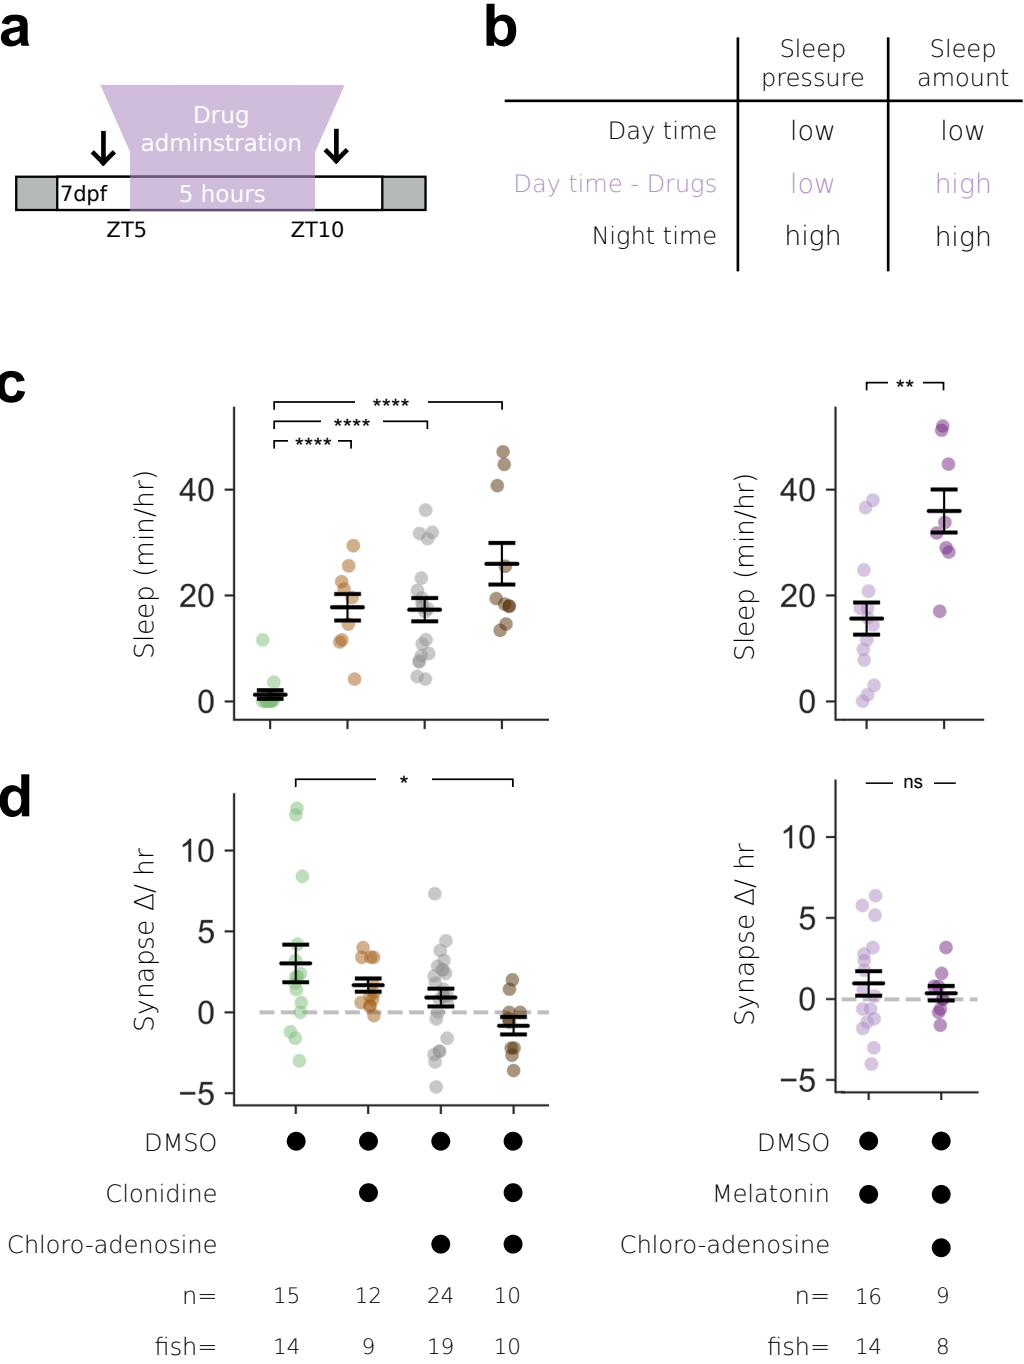 a
Drug
adminstration
7dpf
5 hours
ZT5
ZT10
b
Sleep
pressure
Sleep
amount
Day time
low
low
Day time - Drugs
low
high
Night time
high
high
c
****
****
****
Sleep (min/hr)
40
20
0
**
Sleep (min/hr)
40
20
0
d
*
Synapse Δ/ hr
10
5
0
−5
ns
Synapse Δ/ hr
10
5
0
−5
DMSO
Clonidine
Chloro-adenosine
n= 15 12 24 10
fish= 14 9 19 10
DMSO
Melatonin
Chloro-adenosine
n= 16 9
fish= 14 8